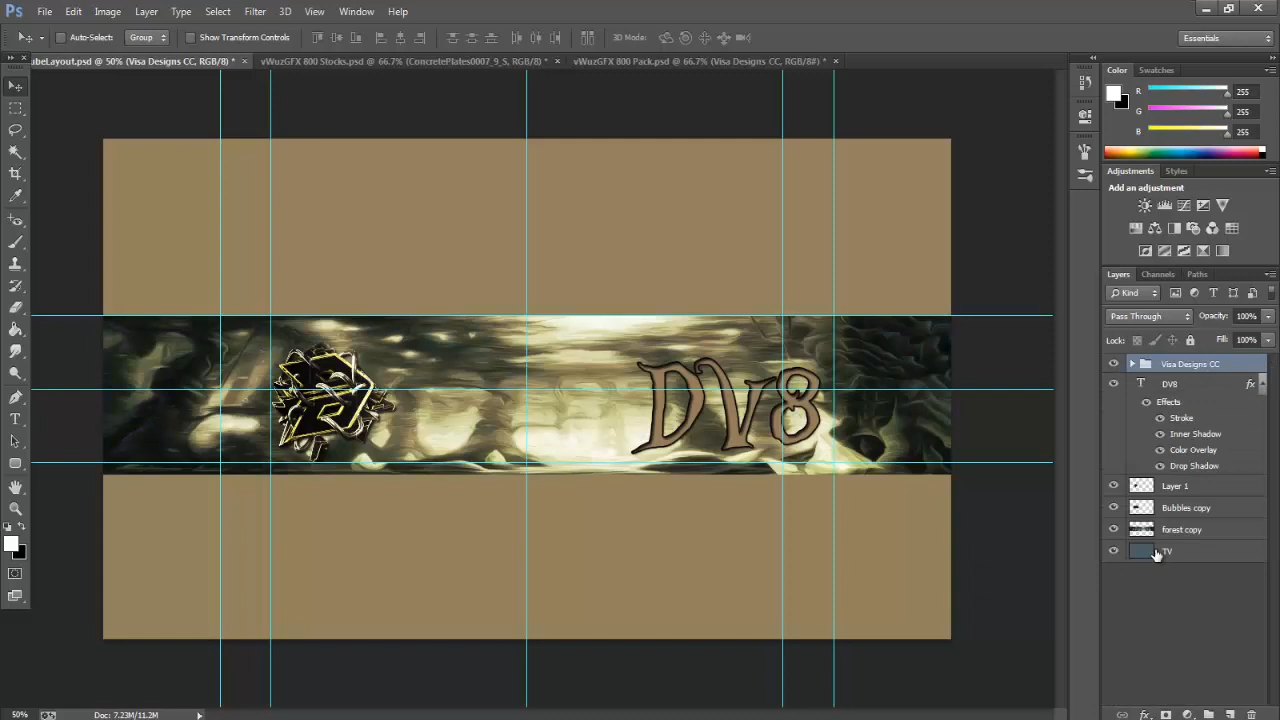 Ps File Edit Image Layer Type Select Filter 3D View Window Help
Auto-Select: Group Show Transform Controls 3D Mode: Essentials
ubeLayout.psd @ 50% (Visa Designs CC, RGB/8) * × vWuzGFX 800 Stocks.psd @ 66.7% (ConcretePlates0007_9_S, RGB/8) * × vWuzGFX 800 Pack.psd @ 66.7% (Visa Designs CC, RGB/8#) * ×
Color Swatches
R 255
G 255
B 255
Adjustments Styles
Add an adjustment
Layers Channels Paths
Kind
Pass Through Opacity: 100%
Lock: Fill: 100%
Visa Designs CC
T DV8 fx
Effects
Stroke
Inner Shadow
Color Overlay
Drop Shadow
Layer 1
Bubbles copy
forest copy
TV
DV8
50% Doc: 7.23M/11.2M